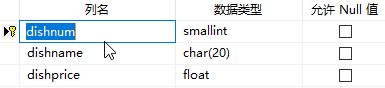 列名 数据类型 允许 Null 值
dishnum smallint
dishname char(20)
dishprice float